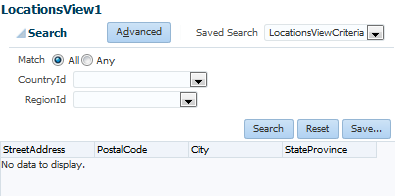 LocationsView1
Search Advanced Saved Search LocationsViewCriteria
Match All Any
CountryId
RegionId
Search Reset Save...
StreetAddress PostalCode City StateProvince
No data to display.